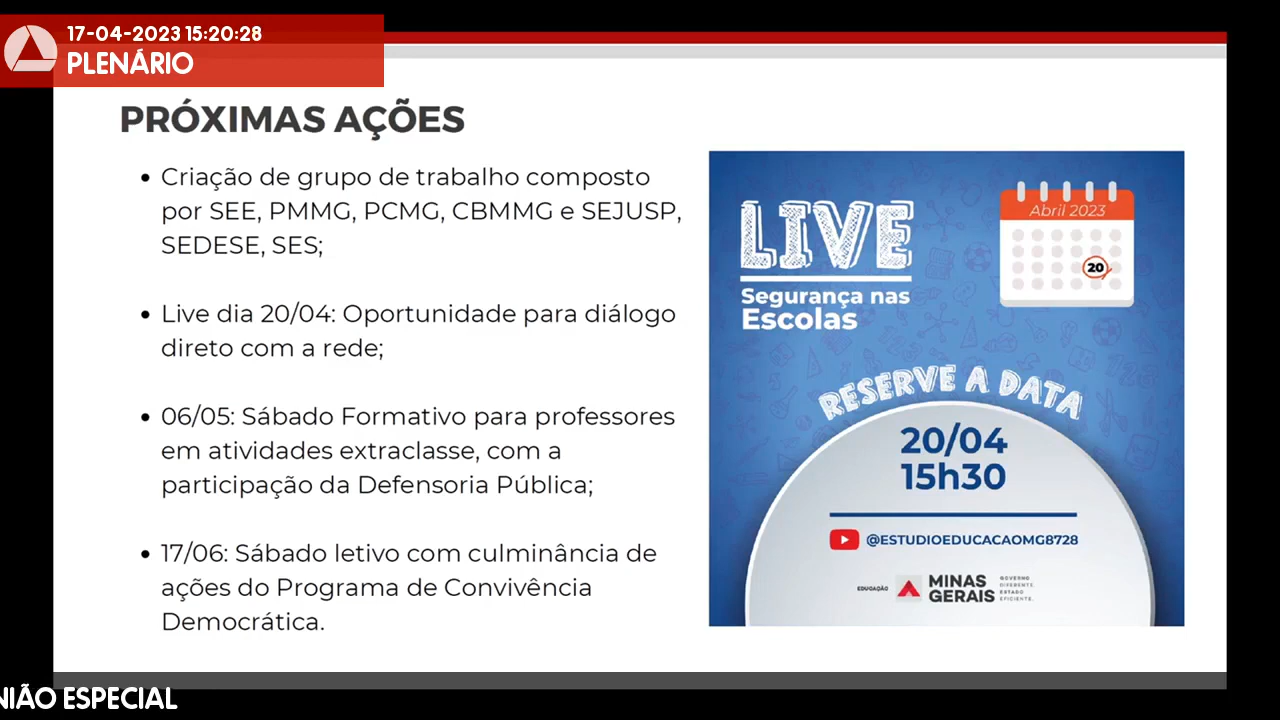 17-04-2023 15:20:28
PLENÁRIO
PRÓXIMAS AÇÕES
• Criação de grupo de trabalho composto
por SEE, PMMG, PCMG, CBMMG e SEJUSP,
SEDESE, SES;
• Live dia 20/04: Oportunidade para diálogo
direto com a rede;
• 06/05: Sábado Formativo para professores
em atividades extraclasse, com a
participação da Defensoria Pública;
• 17/06: Sábado letivo com culminância de
ações do Programa de Convivência
Democrática.
LIVE
Segurança nas
Escolas
Abril 2023
20
RESERVE A DATA
20/04
15h30
@ESTUDIOEDUCACAOMG8728
EDUCAÇÃO
MINAS
GERAIS
GOVERNO
DIFERENTE.
ESTADO
EFICIENTE.
NIÃO ESPECIAL